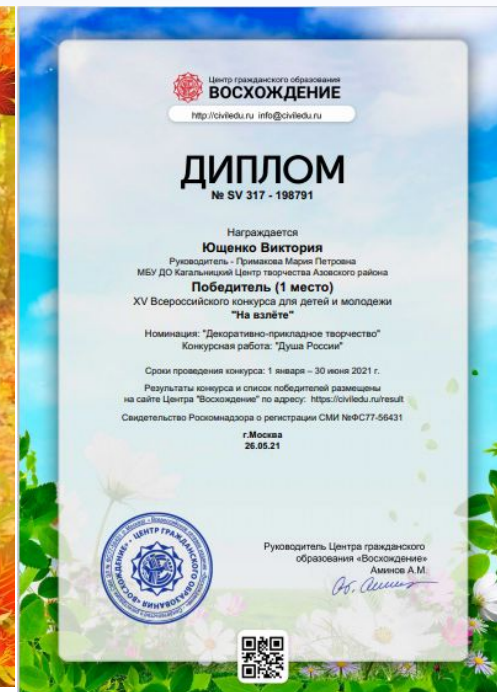 Центр гражданского образования
ВОСХОЖДЕНИЕ
http://civiledu.ru info@civiledu.ru
ДИПЛОМ
№ SV 317 - 198791
Награждается
Ющенко Виктория
Руководитель - Примакова Мария Петровна
МБУ ДО Кагальницкий Центр творчества Азовского района
Победитель (1 место)
XV Всероссийского конкурса для детей и молодежи
"На взлёте"
Номинация: "Декоративно-прикладное творчество"
Конкурсная работа: "Душа России"
Сроки проведения конкурса: 1 января – 30 июня 2021 г.
Результаты конкурса и список победителей размещены
на сайте Центра "Восхождение" по адресу: https://civiledu.ru/result
Свидетельство Роскомнадзора о регистрации СМИ №ФС77-56431
г.Москва
26.05.21
ЦЕНТР ГРАЖДАНСКОГО ОБРАЗОВАНИЯ «ВОСХОЖДЕНИЕ»
Руководитель Центра гражданского
образования «Восхождение»
Аминов А.М.